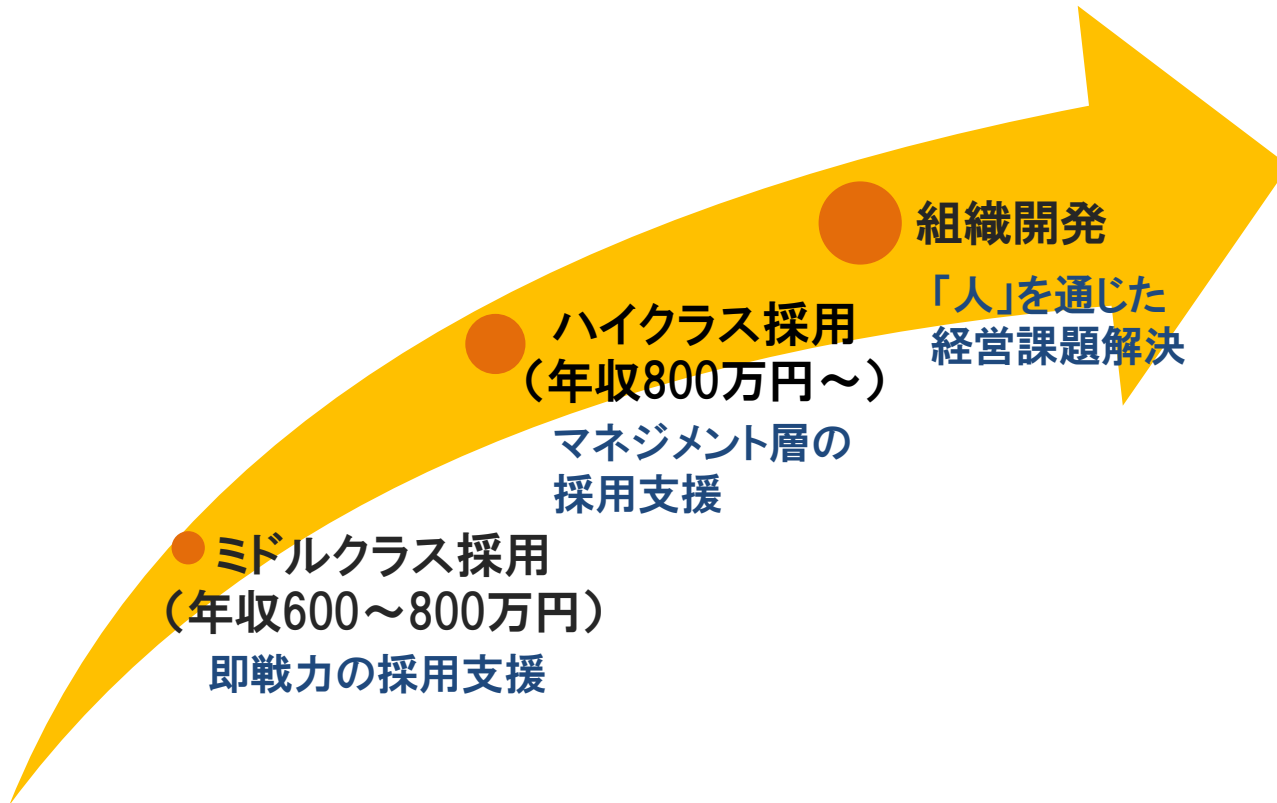 組織開発
「人」を通じた
経営課題解決
ハイクラス採用
（年収800万円～）
マネジメント層の
採用支援
ミドルクラス採用
（年収600～800万円）
即戦力の採用支援